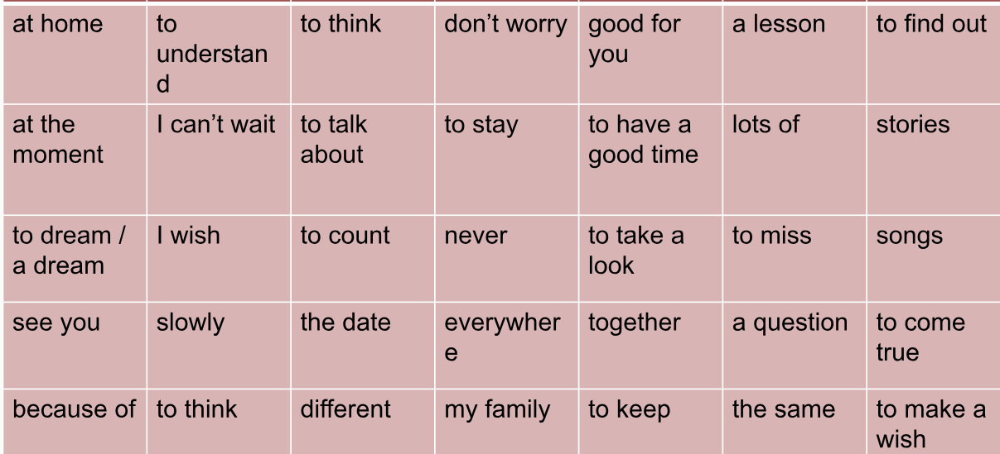 at home
to understand
to think
don’t worry
good for you
a lesson
to find out
at the moment
I can’t wait
to talk about
to stay
to have a good time
lots of
stories
to dream / a dream
I wish
to count
never
to take a look
to miss
songs
see you
slowly
the date
everywhere
together
a question
to come true
because of
to think
different
my family
to keep
the same
to make a wish